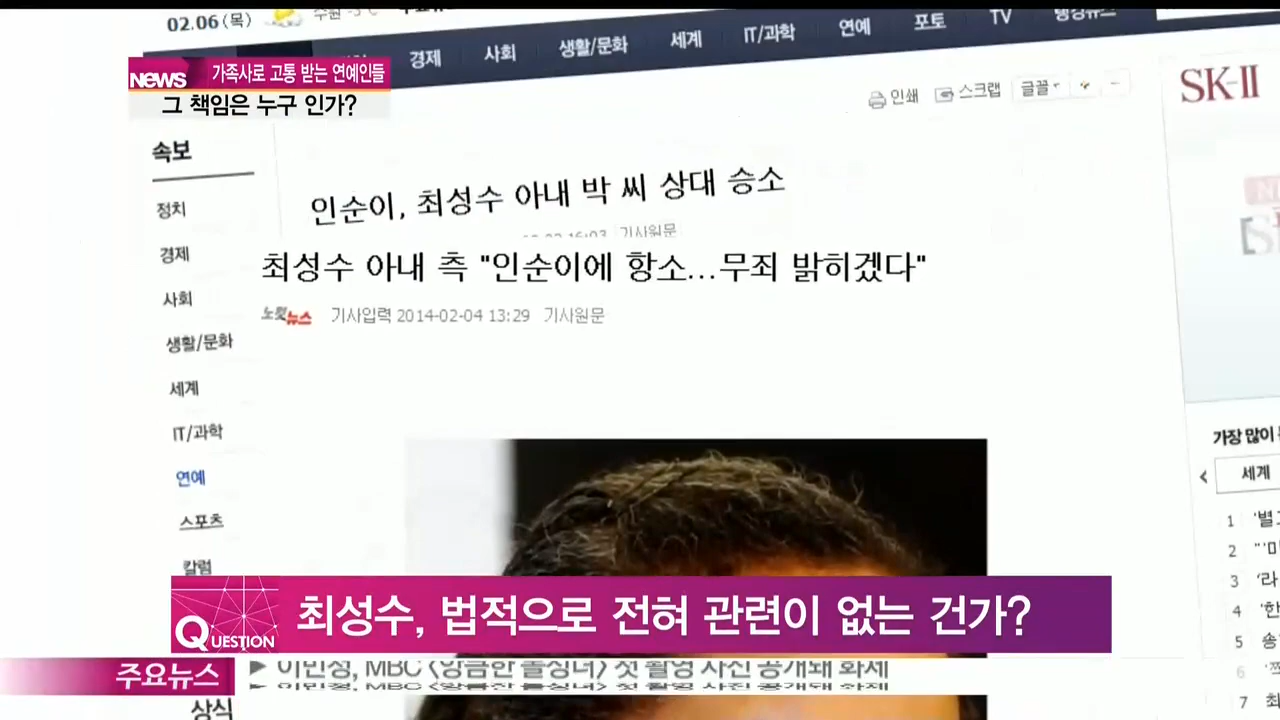 02.06 (목)
경제 사회 생활/문화 세계 IT/과학 연예 포토 TV
NEWS 가족사로 고통 받는 연예인들
그 책임은 누구 인가?
인쇄 스크랩 글꼴
SK-II
속보
정치
경제
사회
생활/문화
세계
IT/과학
연예
스포츠
칼럼
인순이, 최성수 아내 박 씨 상대 승소
기사원문
최성수 아내 측 "인순이에 항소...무죄 밝히겠다"
노컷뉴스 기사입력 2014-02-04 13:29 기사원문
가장 많이
세계
1
2
3
4
5
6
7
QUESTION 최성수, 법적으로 전혀 관련이 없는 건가?
주요뉴스 ▶ 이민정, MBC <앙큼한 돌싱녀> 첫 촬영 사진 공개돼 화제
상식